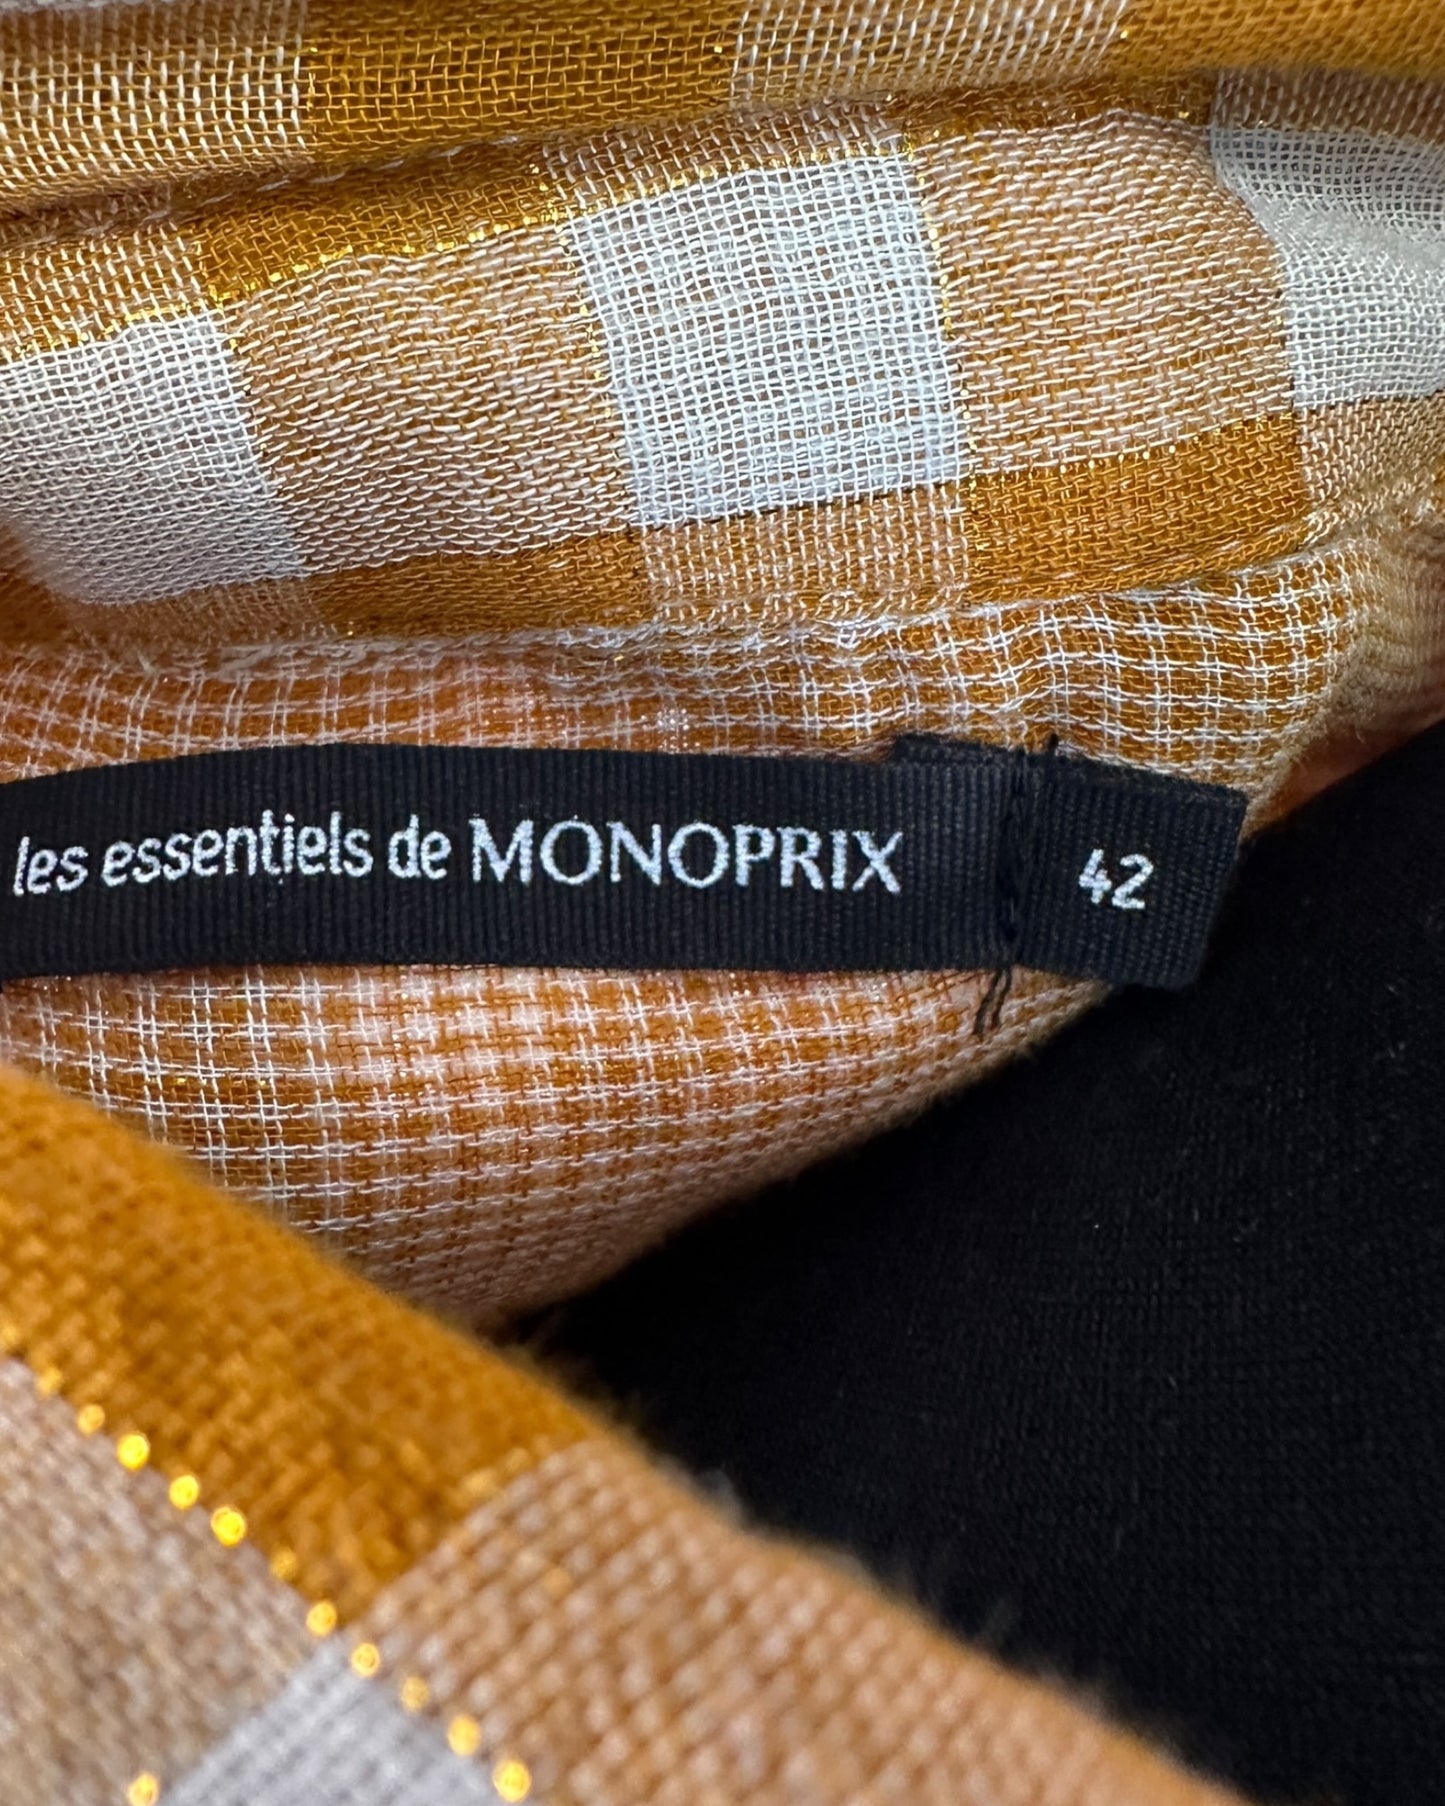 les essentiels de MONOPRIX
42